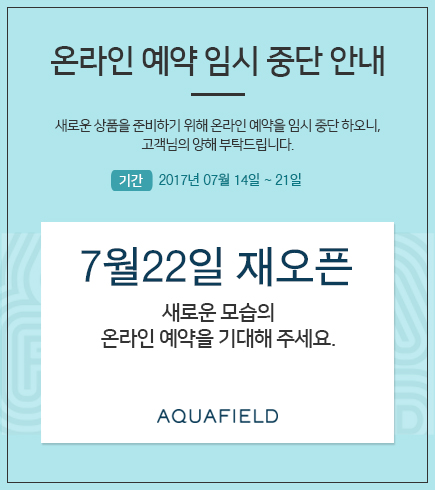 온라인 예약 임시 중단 안내
새로운 상품을 준비하기 위해 온라인 예약을 임시 중단 하오니,
고객님의 양해 부탁드립니다.
기간 2017년 07월 14일 ~ 21일
7월22일 재오픈
새로운 모습의
온라인 예약을 기대해 주세요.
AQUAFIELD